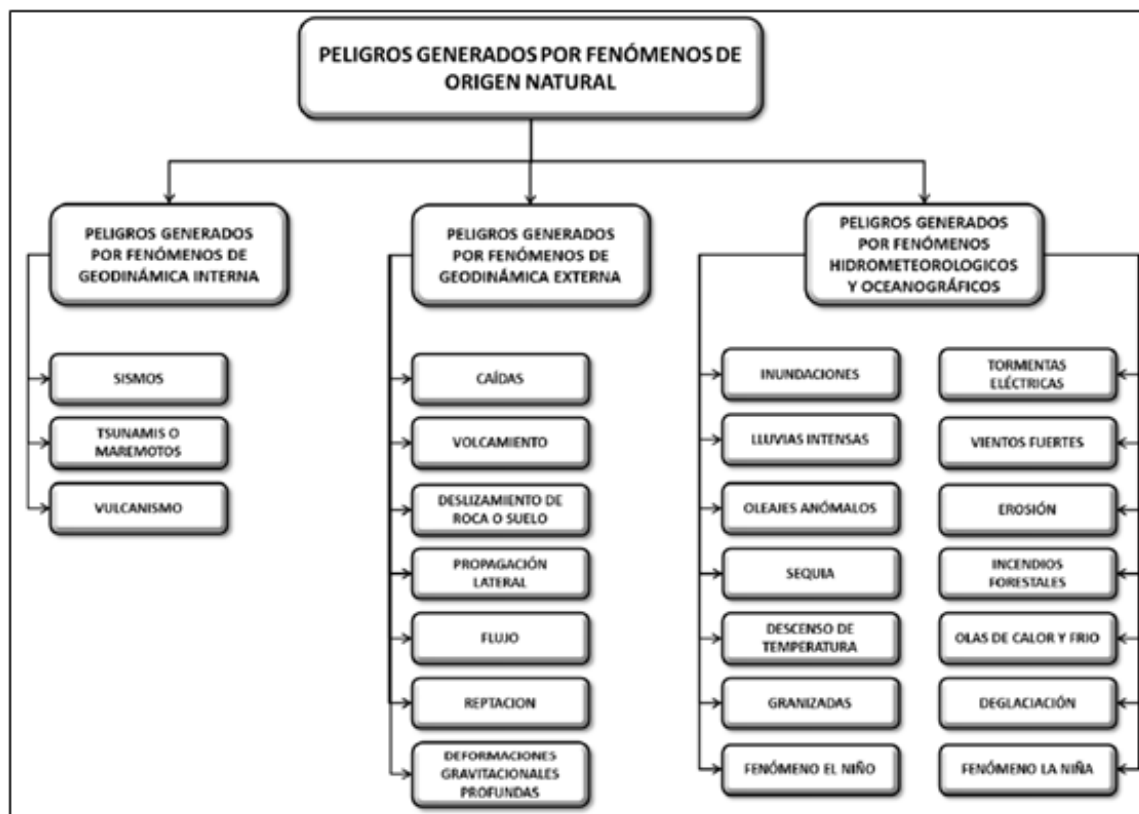 PELIGROS GENERADOS POR FENÓMENOS DE
ORIGEN NATURAL
PELIGROS GENERADOS
POR FENÓMENOS DE
GEODINÁMICA INTERNA
SISMOS
TSUNAMIS O
MAREMOTOS
VULCANISMO
PELIGROS GENERADOS
POR FENÓMENOS DE
GEODINÁMICA EXTERNA
CAÍDAS
VOLCAMIENTO
DESLIZAMIENTO DE
ROCA O SUELO
PROPAGACIÓN
LATERAL
FLUJO
REPTACION
DEFORMACIONES
GRAVITACIONALES
PROFUNDAS
PELIGROS GENERADOS
POR FENÓMENOS
HIDROMETEOROLOGICOS
Y OCEANOGRÁFICOS
INUNDACIONES
LLUVIAS INTENSAS
OLEAJES ANÓMALOS
SEQUIA
DESCENSO DE
TEMPERATURA
GRANIZADAS
FENÓMENO EL NIÑO
TORMENTAS
ELÉCTRICAS
VIENTOS FUERTES
EROSIÓN
INCENDIOS
FORESTALES
OLAS DE CALOR Y FRIO
DEGLACIACIÓN
FENÓMENO LA NIÑA